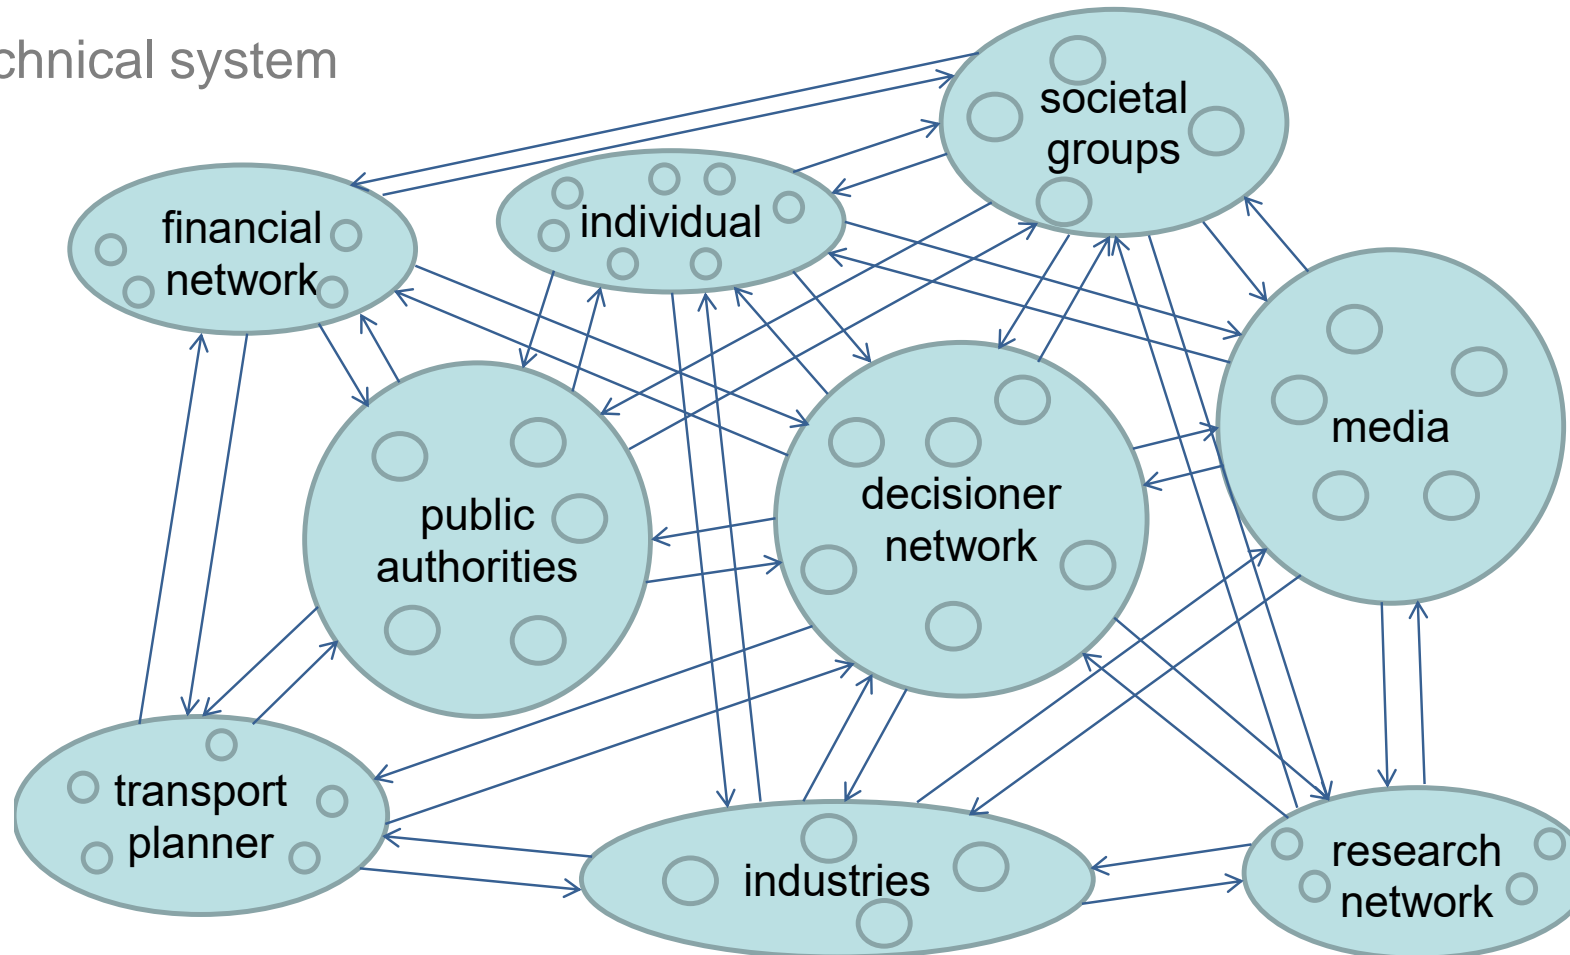 chnical system
societal
groups
financial
network
individual
media
public
authorities
decisioner
network
transport
planner
industries
research
network